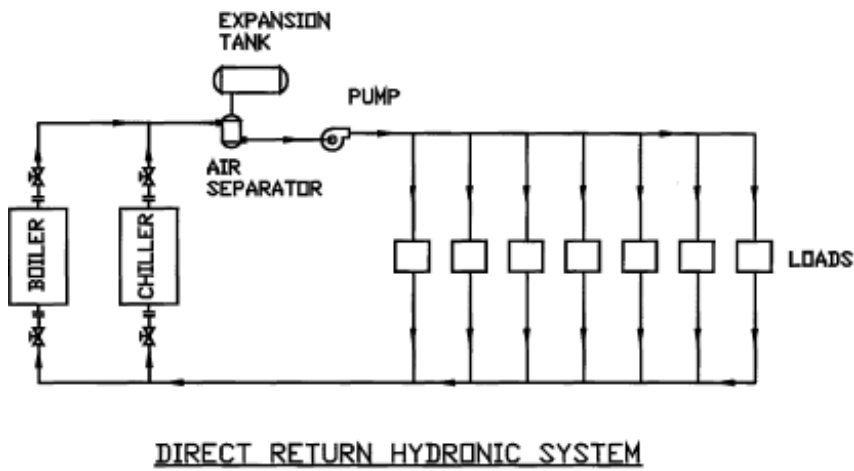 EXPANSION
TANK
PUMP
AIR
SEPARATOR
BOILER
CHILLER
LOADS
DIRECT RETURN HYDRONIC SYSTEM